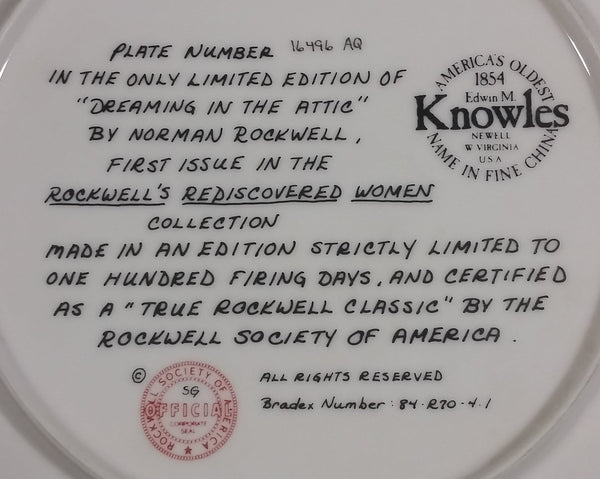 PLATE NUMBER 16496 AQ
IN THE ONLY LIMITED EDITION OF
"DREAMING IN THE ATTIC"
BY NORMAN ROCKWELL,
FIRST ISSUE IN THE
ROCKWELL'S REDISCOVERED WOMEN
COLLECTION
MADE IN AN EDITION STRICTLY LIMITED TO
ONE HUNDRED FIRING DAYS, AND CERTIFIED
AS A "TRUE ROCKWELL CLASSIC" BY THE
ROCKWELL SOCIETY OF AMERICA.
AMERICA'S OLDEST
1854
Edwin M.
Knowles
NEWELL
W VIRGINIA
U.S.A
NAME IN FINE CHINA
©
ROCKWELL SOCIETY OF AMERICA
SG
OFFICIAL
CORPORATE
SEAL
ALL RIGHTS RESERVED
Bradex Number: 84-R70-4.1